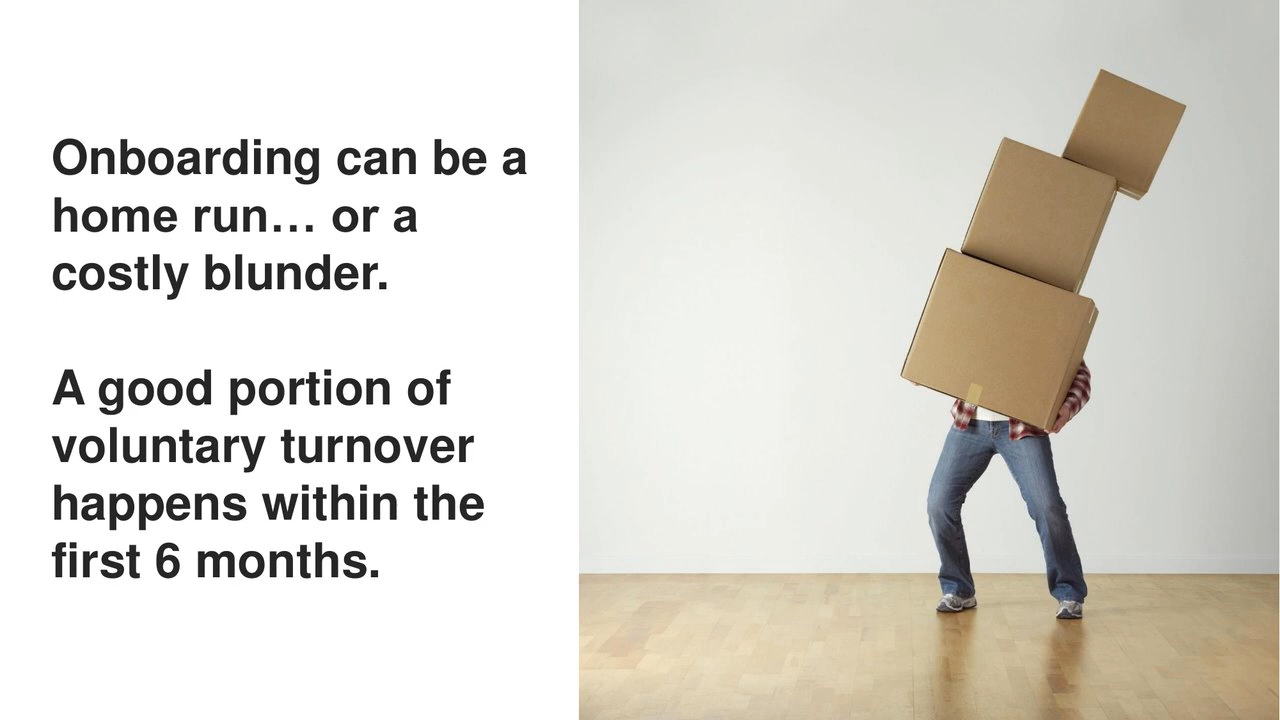 Onboarding can be a
home run… or a
costly blunder.
A good portion of
voluntary turnover
happens within the
first 6 months.